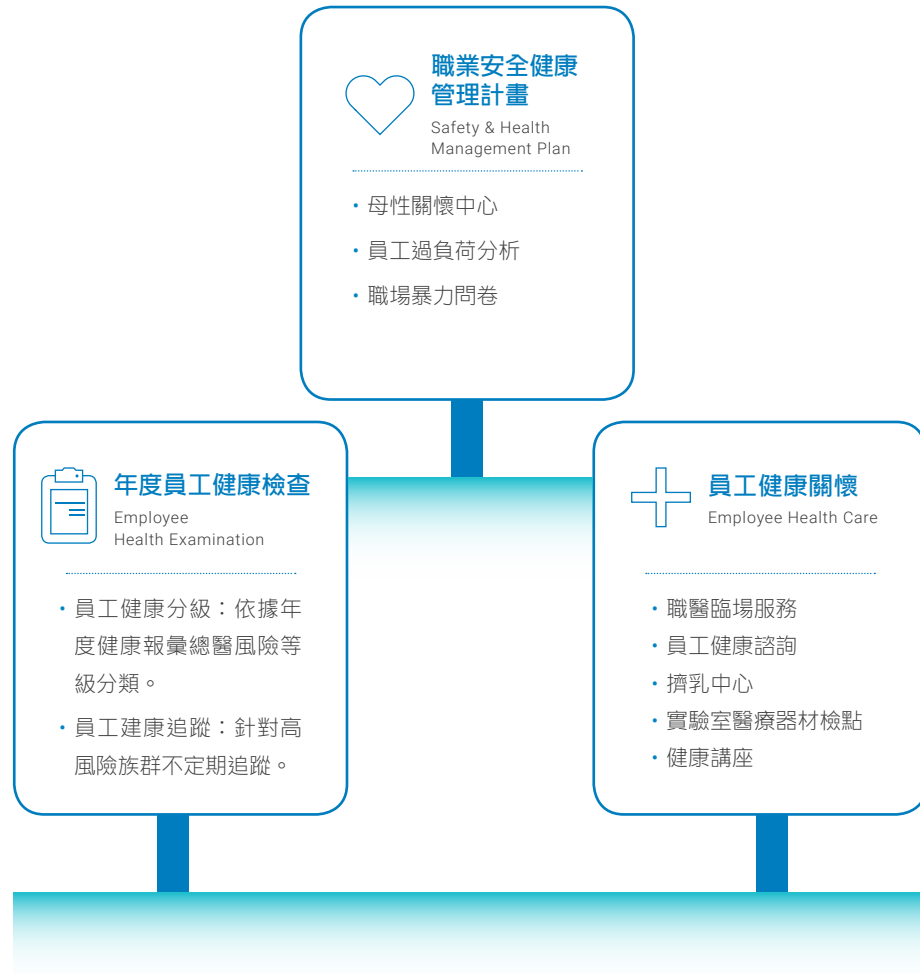 職業安全健康
管理計畫
Safety & Health
Management Plan
・母性關懷中心
・員工過負荷分析
・職場暴力問卷
年度員工健康檢查
Employee
Health Examination
・員工健康分級：依據年
度健康報彙總醫風險等
級分類。
・員工建康追蹤：針對高
風險族群不定期追蹤。
員工健康關懷
Employee Health Care
・職醫臨場服務
・員工健康諮詢
・擠乳中心
・實驗室醫療器材檢點
・健康講座